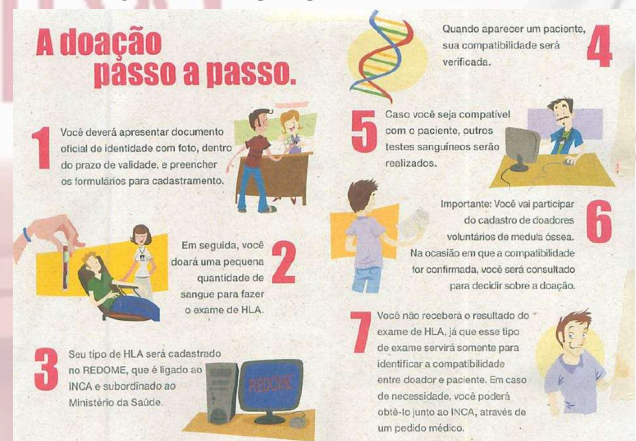 A doação
passo a passo.
1
Você deverá apresentar documento
oficial de identidade com foto, dentro
do prazo de validade, e preencher
os formulários para cadastramento.
Em seguida, você
doará uma pequena
quantidade de
sangue para fazer
o exame de HLA.
2
3
Seu tipo de HLA será cadastrado
no REDOME, que é ligado ao
INCA e subordinado ao
Ministério da Saúde.
REDOME
Quando aparecer um paciente,
sua compatibilidade será
verificada.
4
5
Caso você seja compatível
com o paciente, outros
testes sanguíneos serão
realizados.
Importante: Você vai participar
do cadastro de doadores
voluntários de medula óssea.
Na ocasião em que a compatibilidade
for confirmada, você será consultado
para decidir sobre a doação.
6
7
Você não receberá o resultado do
exame de HLA, já que esse tipo
de exame servirá somente para
identificar a compatibilidade
entre doador e paciente. Em caso
de necessidade, você poderá
obtê-lo junto ao INCA, através de
um pedido médico.